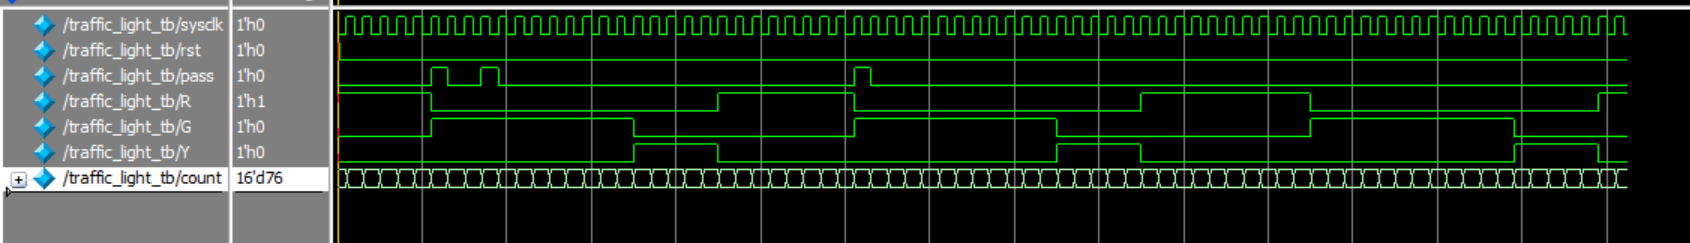 /traffic_light_tb/sysclk 1'h0
/traffic_light_tb/rst 1'h0
/traffic_light_tb/pass 1'h0
/traffic_light_tb/R 1'h1
/traffic_light_tb/G 1'h0
/traffic_light_tb/Y 1'h0
/traffic_light_tb/count 16'd76